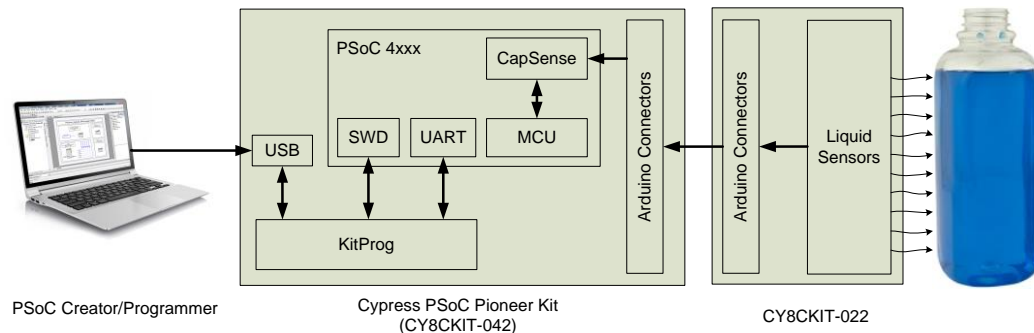 PSoC 4xxx
CapSense
SWD
UART
MCU
USB
KitProg
Arduino Connectors
Arduino Connectors
Liquid
Sensors
PSoC Creator/Programmer
Cypress PSoC Pioneer Kit
(CY8CKIT-042)
CY8CKIT-022